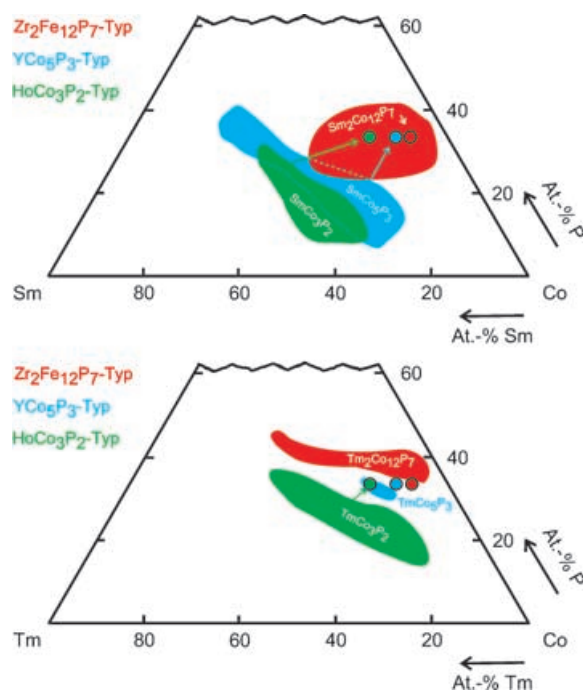 Zr₂Fe₁₂P₇-Typ
YCo₅P₃-Typ
HoCo₃P₂-Typ
60
40
20
Sm₂Co₁₂P₇
SmCo₅P₃
SmCo₃P₂
At.-% P
Sm
80
60
40
20
Co
At.-% Sm
Zr₂Fe₁₂P₇-Typ
YCo₅P₃-Typ
HoCo₃P₂-Typ
60
40
20
Tm₂Co₁₂P₇
TmCo₅P₃
TmCo₃P₂
At.-% P
Tm
80
60
40
20
Co
At.-% Tm